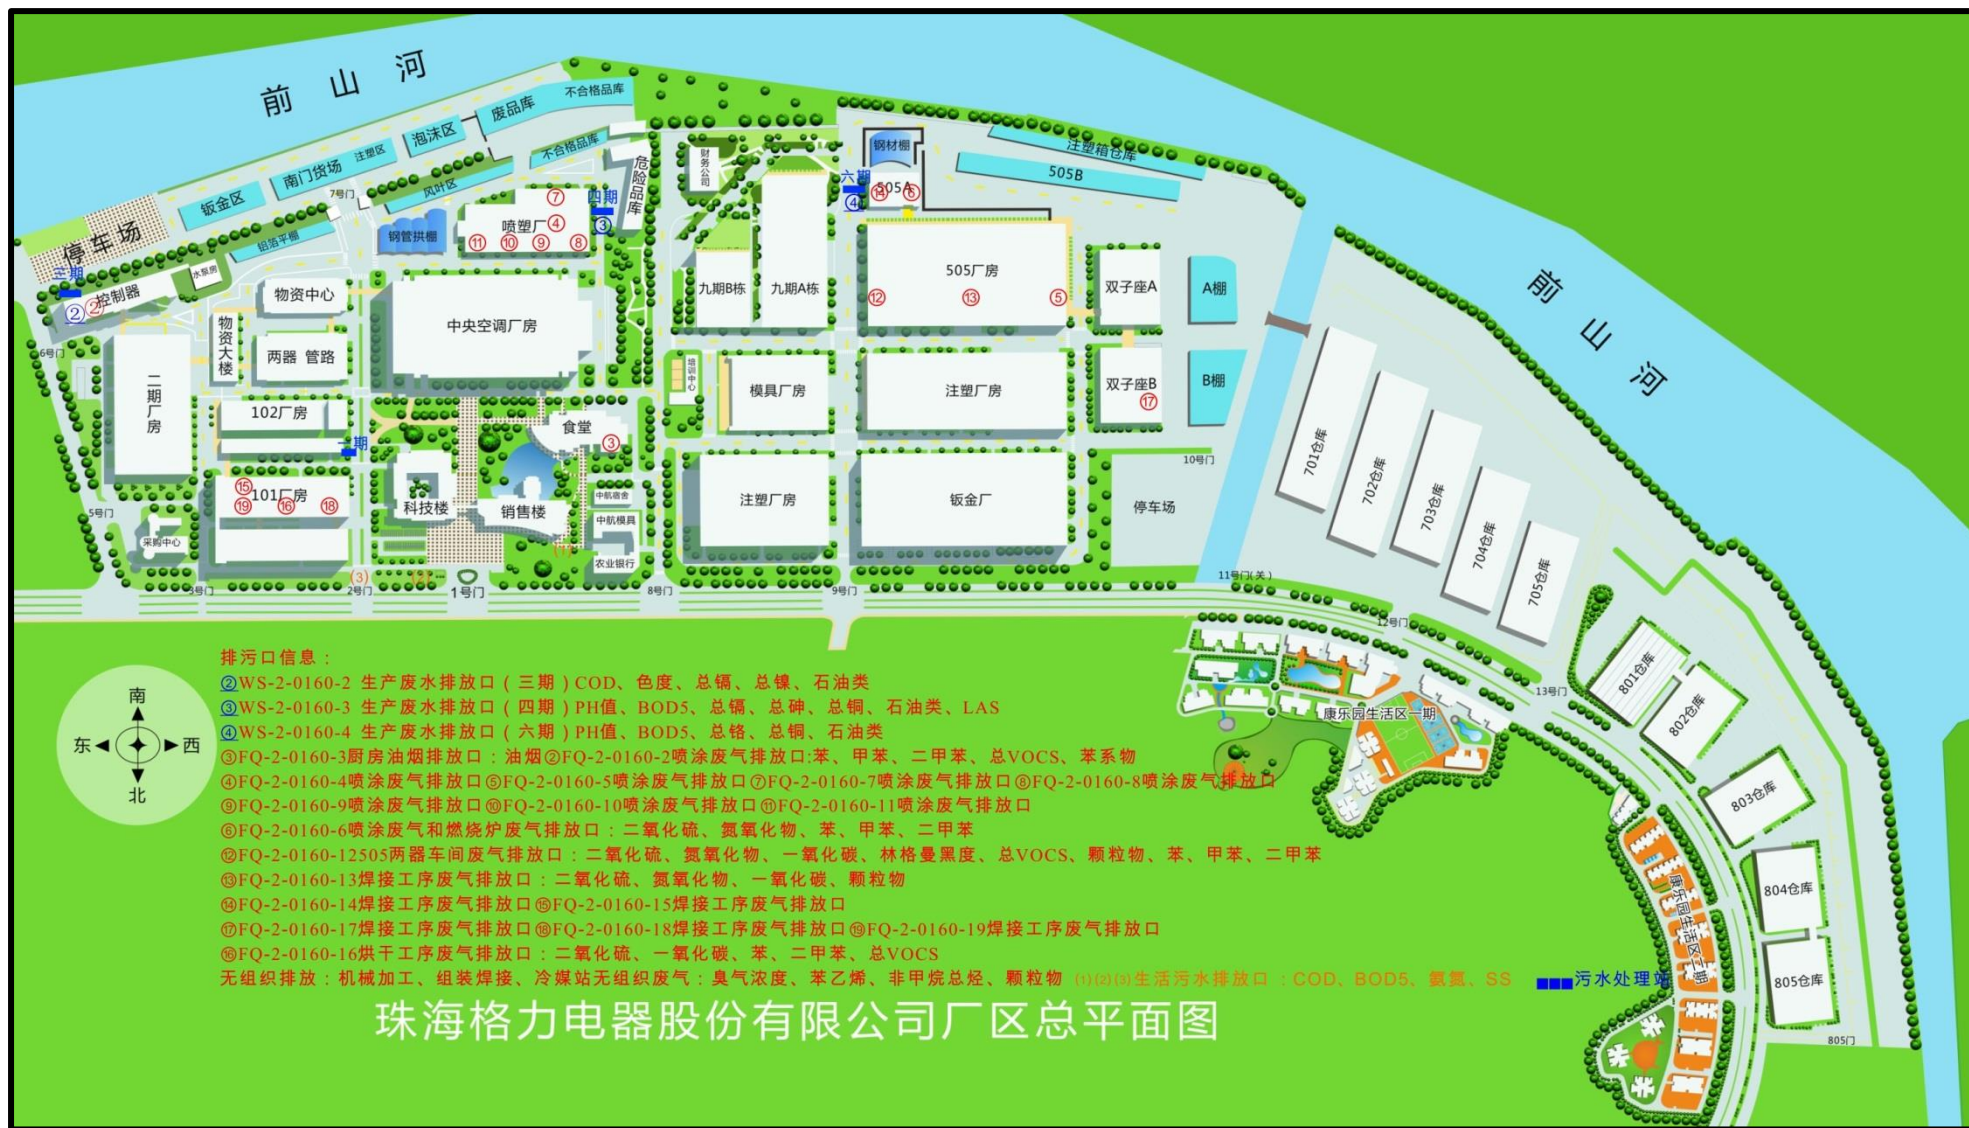 前山河
不合格品库
废品库
泡沫区
注塑区
南门货场
钣金区
停车场
7号门
不合格品库
风叶区
铝箔平棚
钢管拱棚
危险品库
喷塑厂
⑦
④
⑪ ⑩ ⑨ ⑧
四期
③
三期
②②
控制器
水泵房
6号门
财务公司
六期
④
钢材棚
505A
⑭ ⑥
注塑箱仓库
505B
物资中心
物资大楼
两器 管路
中央空调厂房
二期厂房
九期B栋
九期A栋
505厂房
⑫ ⑬ ⑤
双子座A
A棚
双子座B
⑰
B棚
前山河
102厂房
一期
培训中心
模具厂房
注塑厂房
食堂
③
101厂房
⑮
⑲ ⑯ ⑱
科技楼
销售楼
中航宿舍
中航模具
农业银行
(1)
注塑厂房
钣金厂
停车场
10号门
701仓库
702仓库
703仓库
704仓库
705仓库
5号门
采购中心
3号门
(3)
2号门
1号门
8号门
9号门
11号门(关)
12号门
13号门
801仓库
802仓库
803仓库
804仓库
805仓库
805门
康乐园生活区一期
康乐园生活区二期
南
东 西
北
排污口信息：
②WS-2-0160-2 生产废水排放口（三期）COD、色度、总镉、总镍、石油类
③WS-2-0160-3 生产废水排放口（四期）PH值、BOD5、总镉、总砷、总铜、石油类、LAS
④WS-2-0160-4 生产废水排放口（六期）PH值、BOD5、总铬、总铜、石油类
③FQ-2-0160-3厨房油烟排放口：油烟②FQ-2-0160-2喷涂废气排放口:苯、甲苯、二甲苯、总VOCS、苯系物
④FQ-2-0160-4喷涂废气排放口⑤FQ-2-0160-5喷涂废气排放口⑦FQ-2-0160-7喷涂废气排放口⑧FQ-2-0160-8喷涂废气排放口
⑨FQ-2-0160-9喷涂废气排放口⑩FQ-2-0160-10喷涂废气排放口⑪FQ-2-0160-11喷涂废气排放口
⑥FQ-2-0160-6喷涂废气和燃烧炉废气排放口：二氧化硫、氮氧化物、苯、甲苯、二甲苯
⑫FQ-2-0160-12505两器车间废气排放口：二氧化硫、氮氧化物、一氧化碳、林格曼黑度、总VOCS、颗粒物、苯、甲苯、二甲苯
⑬FQ-2-0160-13焊接工序废气排放口：二氧化硫、氮氧化物、一氧化碳、颗粒物
⑭FQ-2-0160-14焊接工序废气排放口⑮FQ-2-0160-15焊接工序废气排放口
⑰FQ-2-0160-17焊接工序废气排放口⑱FQ-2-0160-18焊接工序废气排放口⑲FQ-2-0160-19焊接工序废气排放口
⑯FQ-2-0160-16烘干工序废气排放口：二氧化硫、一氧化碳、苯、二甲苯、总VOCS
无组织排放：机械加工、组装焊接、冷媒站无组织废气：臭气浓度、苯乙烯、非甲烷总烃、颗粒物 (1)(2)(3)生活污水排放口：COD、BOD5、氨氮、SS 污水处理站
珠海格力电器股份有限公司厂区总平面图